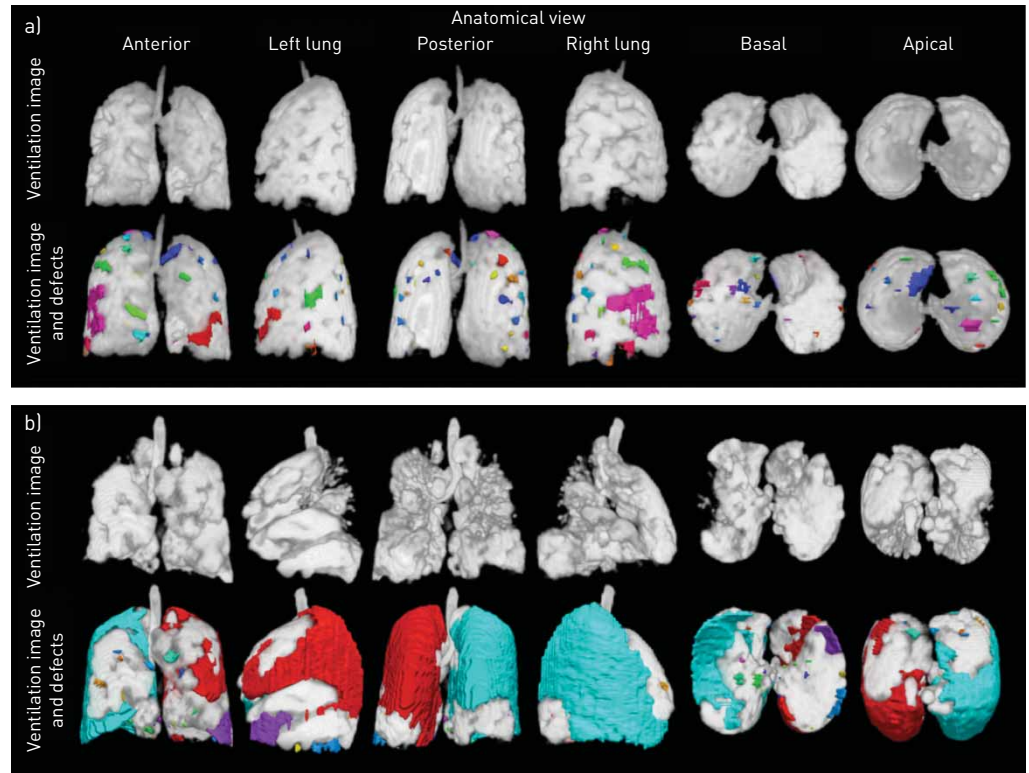 a)
Anatomical view
Anterior Left lung Posterior Right lung Basal Apical
Ventilation image
Ventilation image
and defects
b)
Ventilation image
Ventilation image
and defects